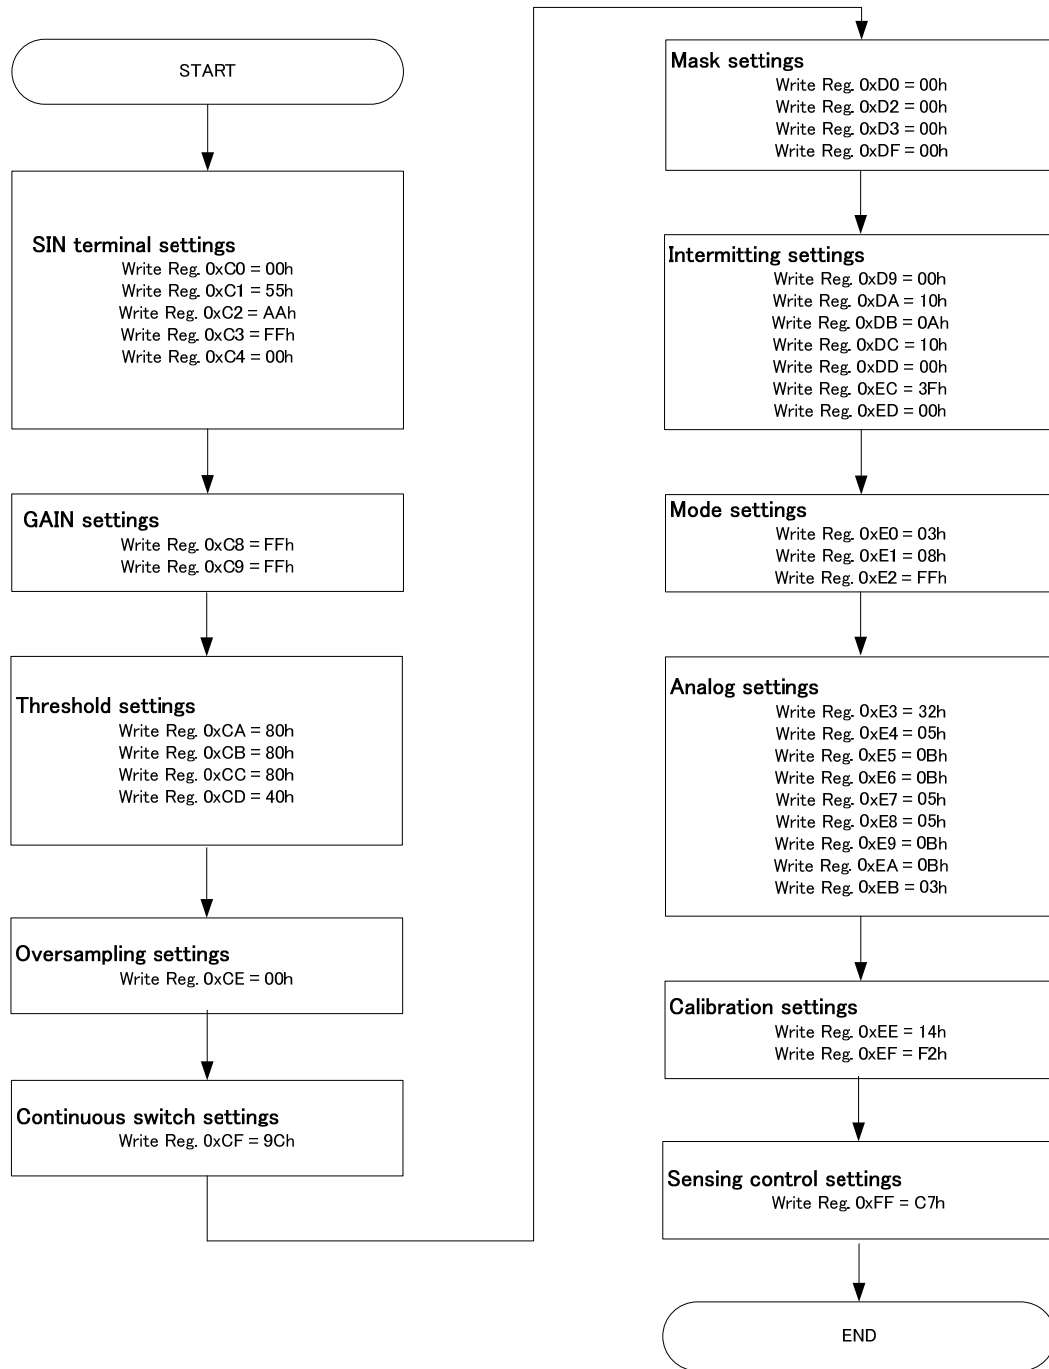 START
SIN terminal settings
Write Reg. 0xC0 = 00h
Write Reg. 0xC1 = 55h
Write Reg. 0xC2 = AAh
Write Reg. 0xC3 = FFh
Write Reg. 0xC4 = 00h
GAIN settings
Write Reg. 0xC8 = FFh
Write Reg. 0xC9 = FFh
Threshold settings
Write Reg. 0xCA = 80h
Write Reg. 0xCB = 80h
Write Reg. 0xCC = 80h
Write Reg. 0xCD = 40h
Oversampling settings
Write Reg. 0xCE = 00h
Continuous switch settings
Write Reg. 0xCF = 9Ch
Mask settings
Write Reg. 0xD0 = 00h
Write Reg. 0xD2 = 00h
Write Reg. 0xD3 = 00h
Write Reg. 0xDF = 00h
Intermitting settings
Write Reg. 0xD9 = 00h
Write Reg. 0xDA = 10h
Write Reg. 0xDB = 0Ah
Write Reg. 0xDC = 10h
Write Reg. 0xDD = 00h
Write Reg. 0xEC = 3Fh
Write Reg. 0xED = 00h
Mode settings
Write Reg. 0xE0 = 03h
Write Reg. 0xE1 = 08h
Write Reg. 0xE2 = FFh
Analog settings
Write Reg. 0xE3 = 32h
Write Reg. 0xE4 = 05h
Write Reg. 0xE5 = 0Bh
Write Reg. 0xE6 = 0Bh
Write Reg. 0xE7 = 05h
Write Reg. 0xE8 = 05h
Write Reg. 0xE9 = 0Bh
Write Reg. 0xEA = 0Bh
Write Reg. 0xEB = 03h
Calibration settings
Write Reg. 0xEE = 14h
Write Reg. 0xEF = F2h
Sensing control settings
Write Reg. 0xFF = C7h
END